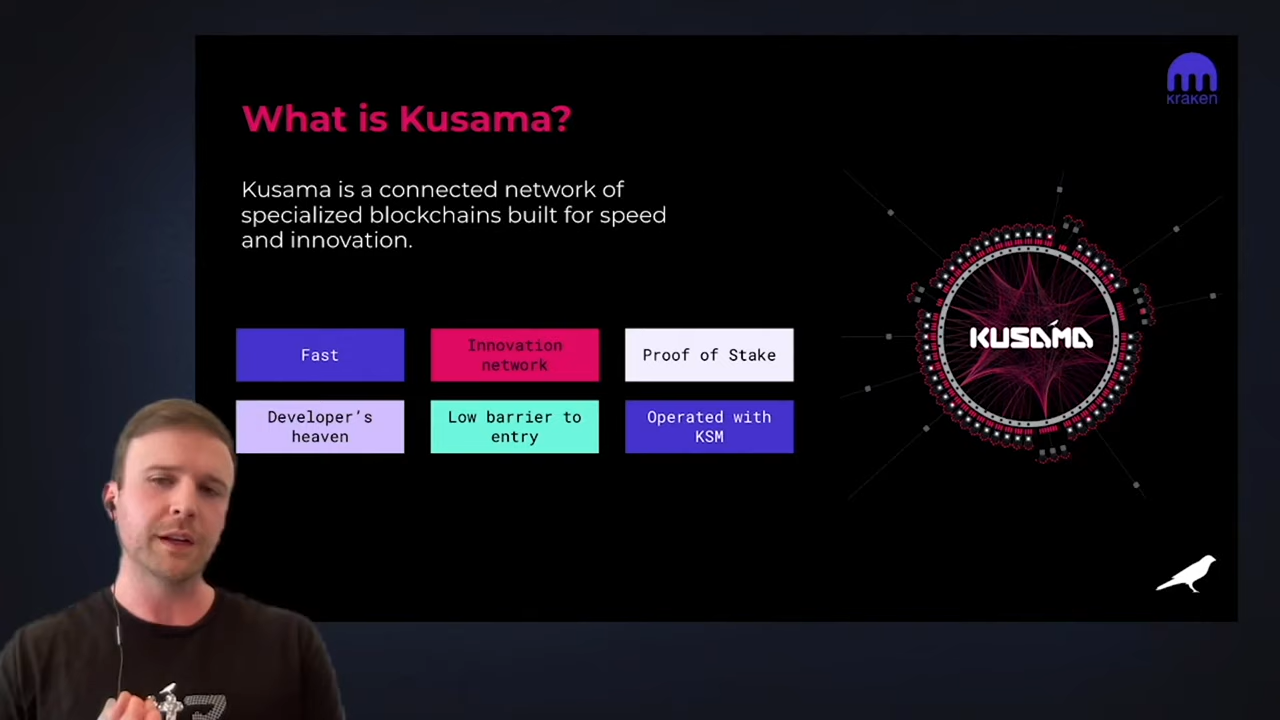 kraken
What is Kusama?
Kusama is a connected network of
specialized blockchains built for speed
and innovation.
KUSAMA
Fast
Innovation
network
Proof of Stake
Developer's
heaven
Low barrier to
entry
Operated with
KSM